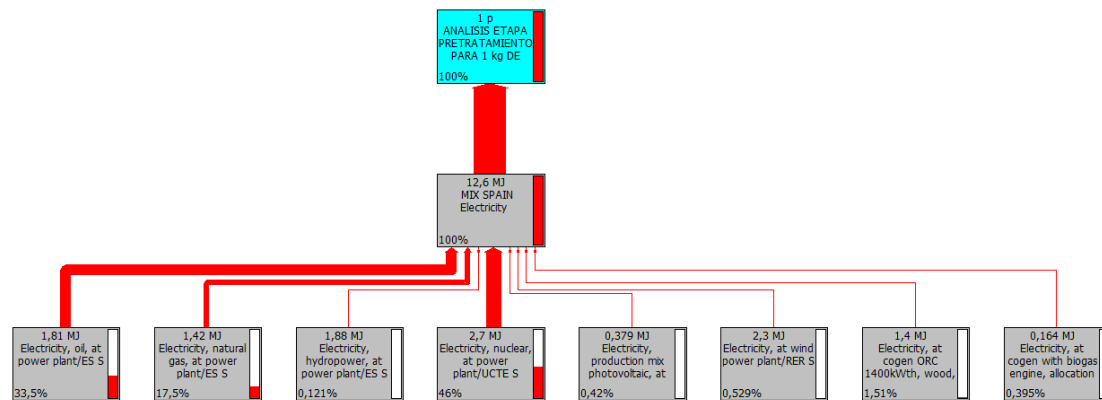 1 p
ANALISIS ETAPA
PRETRATAMIENTO
PARA 1 kg DE
100%
12,6 MJ
MIX SPAIN
Electricity
100%
1,81 MJ
Electricity, oil, at
power plant/ES S
33,5%
1,42 MJ
Electricity, natural
gas, at power
plant/ES S
17,5%
1,88 MJ
Electricity,
hydropower, at
power plant/ES S
0,121%
2,7 MJ
Electricity, nuclear,
at power
plant/UCTE S
46%
0,379 MJ
Electricity,
production mix
photovoltaic, at
0,42%
2,3 MJ
Electricity, at wind
power plant/RER S
0,529%
1,4 MJ
Electricity, at
cogen ORC
1400kWth, wood,
1,51%
0,164 MJ
Electricity, at
cogen with biogas
engine, allocation
0,395%